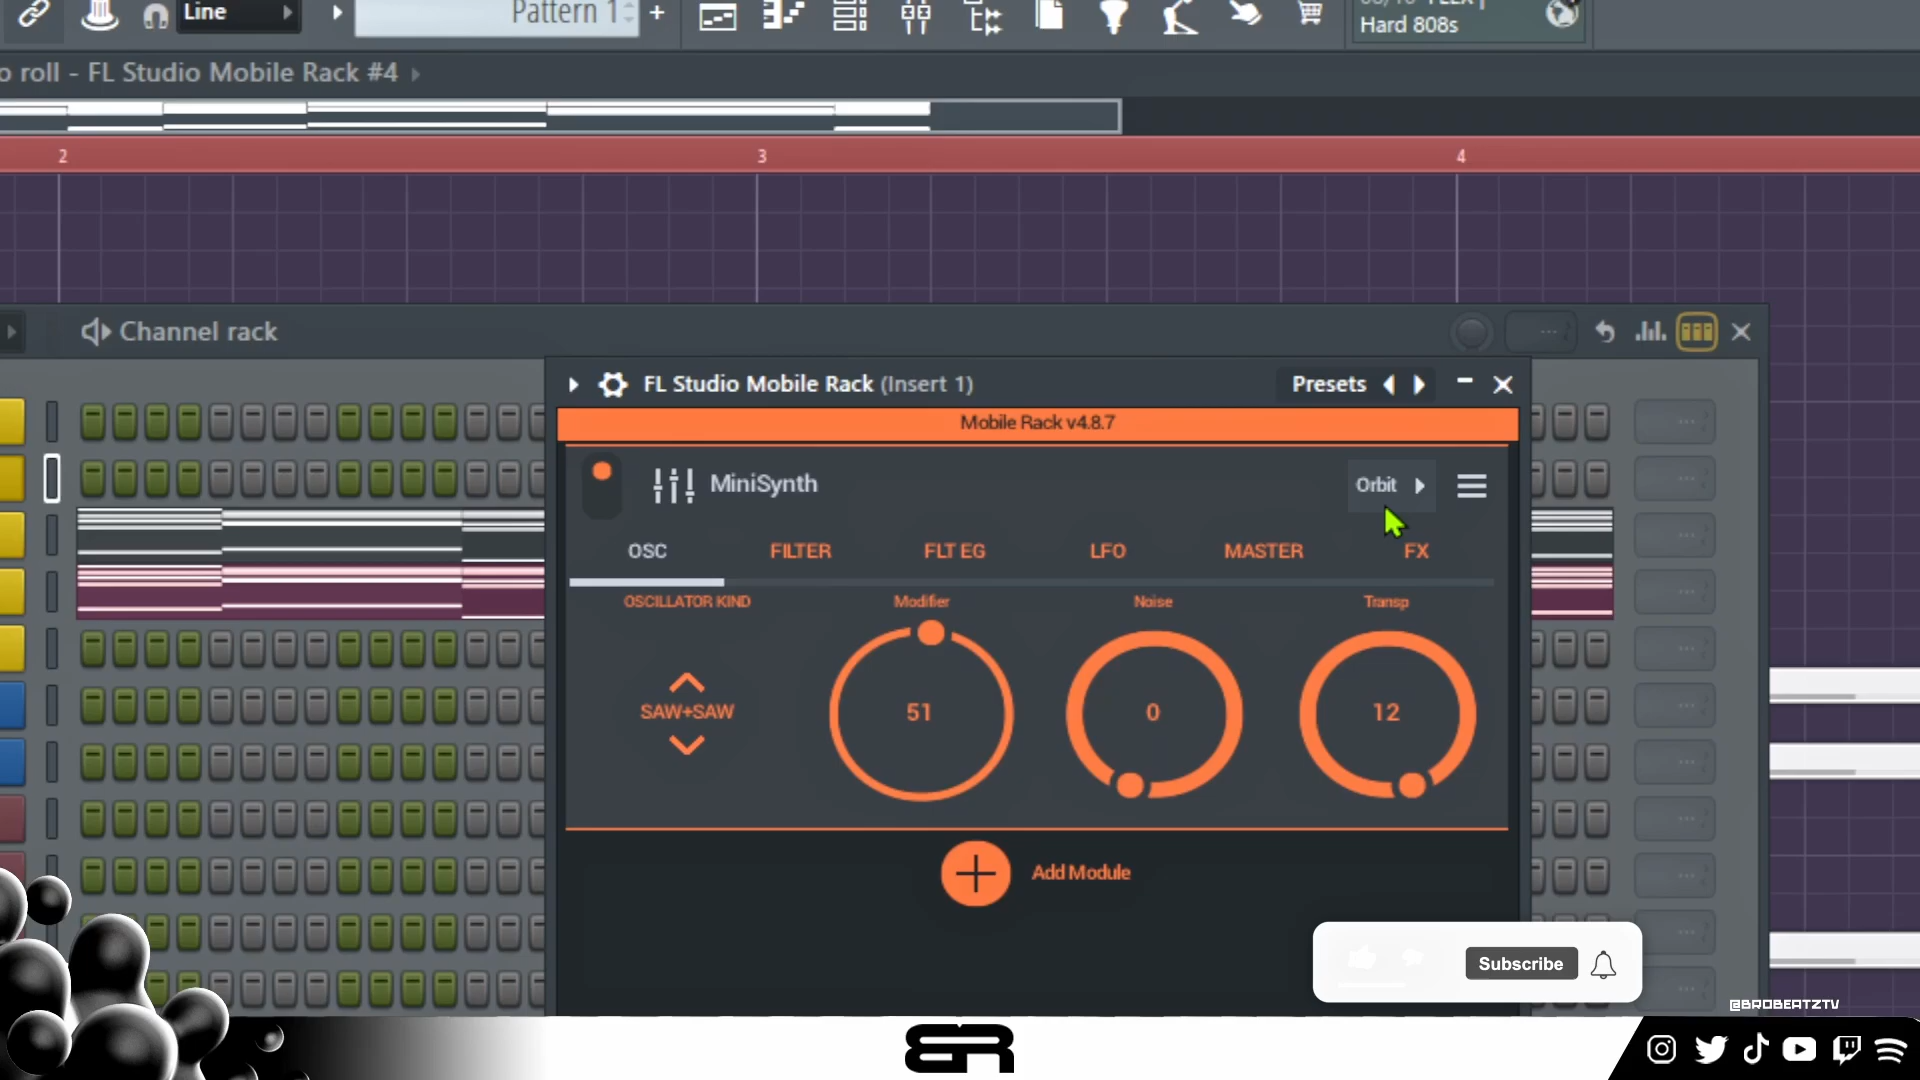 Line
Pattern 1
Hard 808s
o roll - FL Studio Mobile Rack #4
2
3
4
Channel rack
FL Studio Mobile Rack (Insert 1)
Presets
Mobile Rack v4.8.7
MiniSynth
Orbit
OSC
FILTER
FLT EG
LFO
MASTER
FX
OSCILLATOR KIND
Modifier
Noise
Transp
SAW+SAW
51
0
12
Add Module
Subscribe
@BROBEATZTV
BR